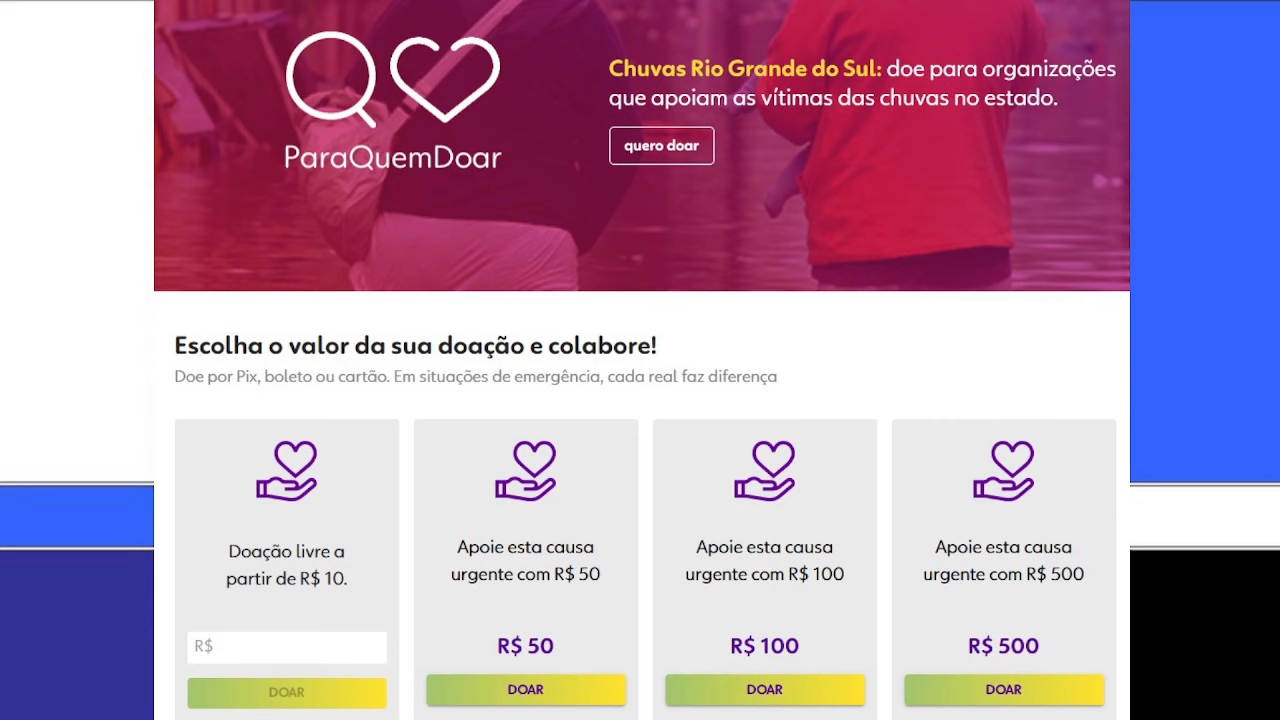 ParaQuemDoar
Chuvas Rio Grande do Sul: doe para organizações
que apoiam as vítimas das chuvas no estado.
quero doar
Escolha o valor da sua doação e colabore!
Doe por Pix, boleto ou cartão. Em situações de emergência, cada real faz diferença
Doação livre a
partir de R$ 10.
R$
DOAR
Apoie esta causa
urgente com R$ 50
R$ 50
DOAR
Apoie esta causa
urgente com R$ 100
R$ 100
DOAR
Apoie esta causa
urgente com R$ 500
R$ 500
DOAR